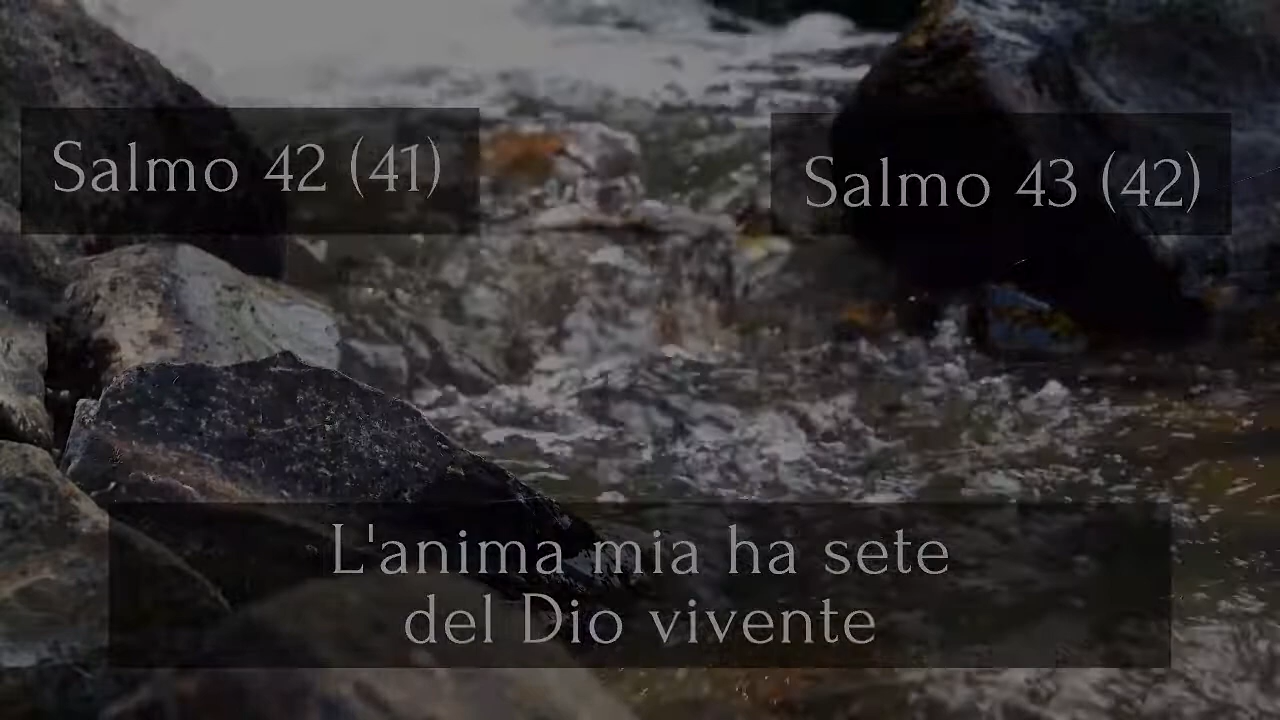 Salmo 42 (41)
Salmo 43 (42)
L'anima mia ha sete
del Dio vivente